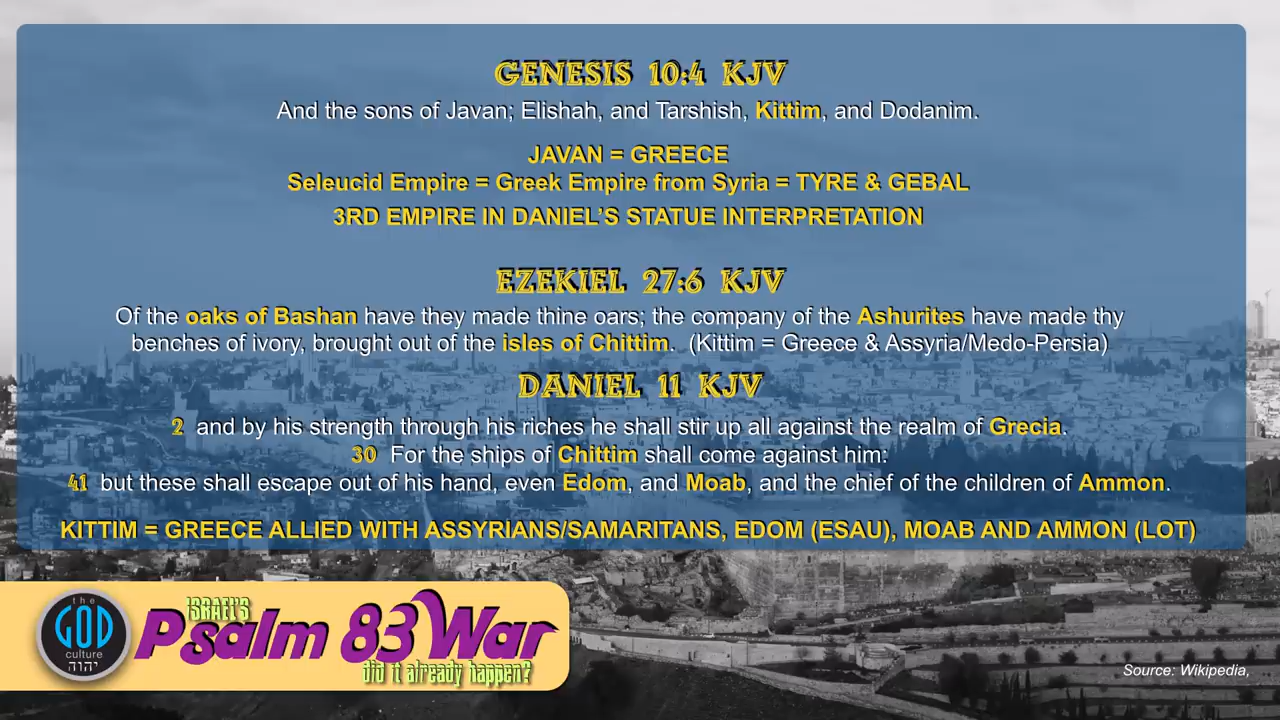 GENESIS 10:4 KJV
And the sons of Javan; Elishah, and Tarshish, Kittim, and Dodanim.
JAVAN = GREECE
Seleucid Empire = Greek Empire from Syria = TYRE & GEBAL
3RD EMPIRE IN DANIEL’S STATUE INTERPRETATION
EZEKIEL 27:6 KJV
Of the oaks of Bashan have they made thine oars; the company of the Ashurites have made thy
benches of ivory, brought out of the isles of Chittim. (Kittim = Greece & Assyria/Medo-Persia)
DANIEL 11 KJV
2 and by his strength through his riches he shall stir up all against the realm of Grecia.
30 For the ships of Chittim shall come against him:
41 but these shall escape out of his hand, even Edom, and Moab, and the chief of the children of Ammon.
KITTIM = GREECE ALLIED WITH ASSYRIANS/SAMARITANS, EDOM (ESAU), MOAB AND AMMON (LOT)
the
GOD
culture
יהוה
ISRAEL'S
Psalm 83 War
did it already happen?
Source: Wikipedia,